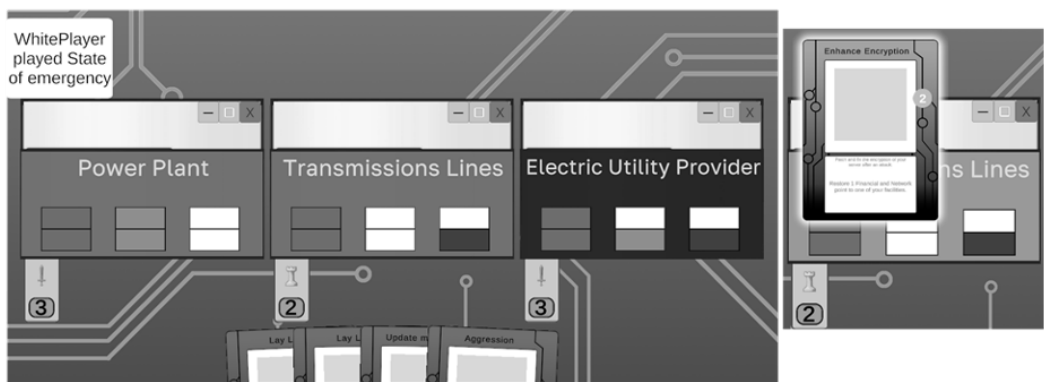 WhitePlayer
played State
of emergency
Power Plant
Transmissions Lines
Electric Utility Provider
3
2
3
Lay L
Lay L
Update m
Aggression
Enhance Encryption
2
Restore 1 Financial and Network
point to one of your facilities.
ns Lines
2